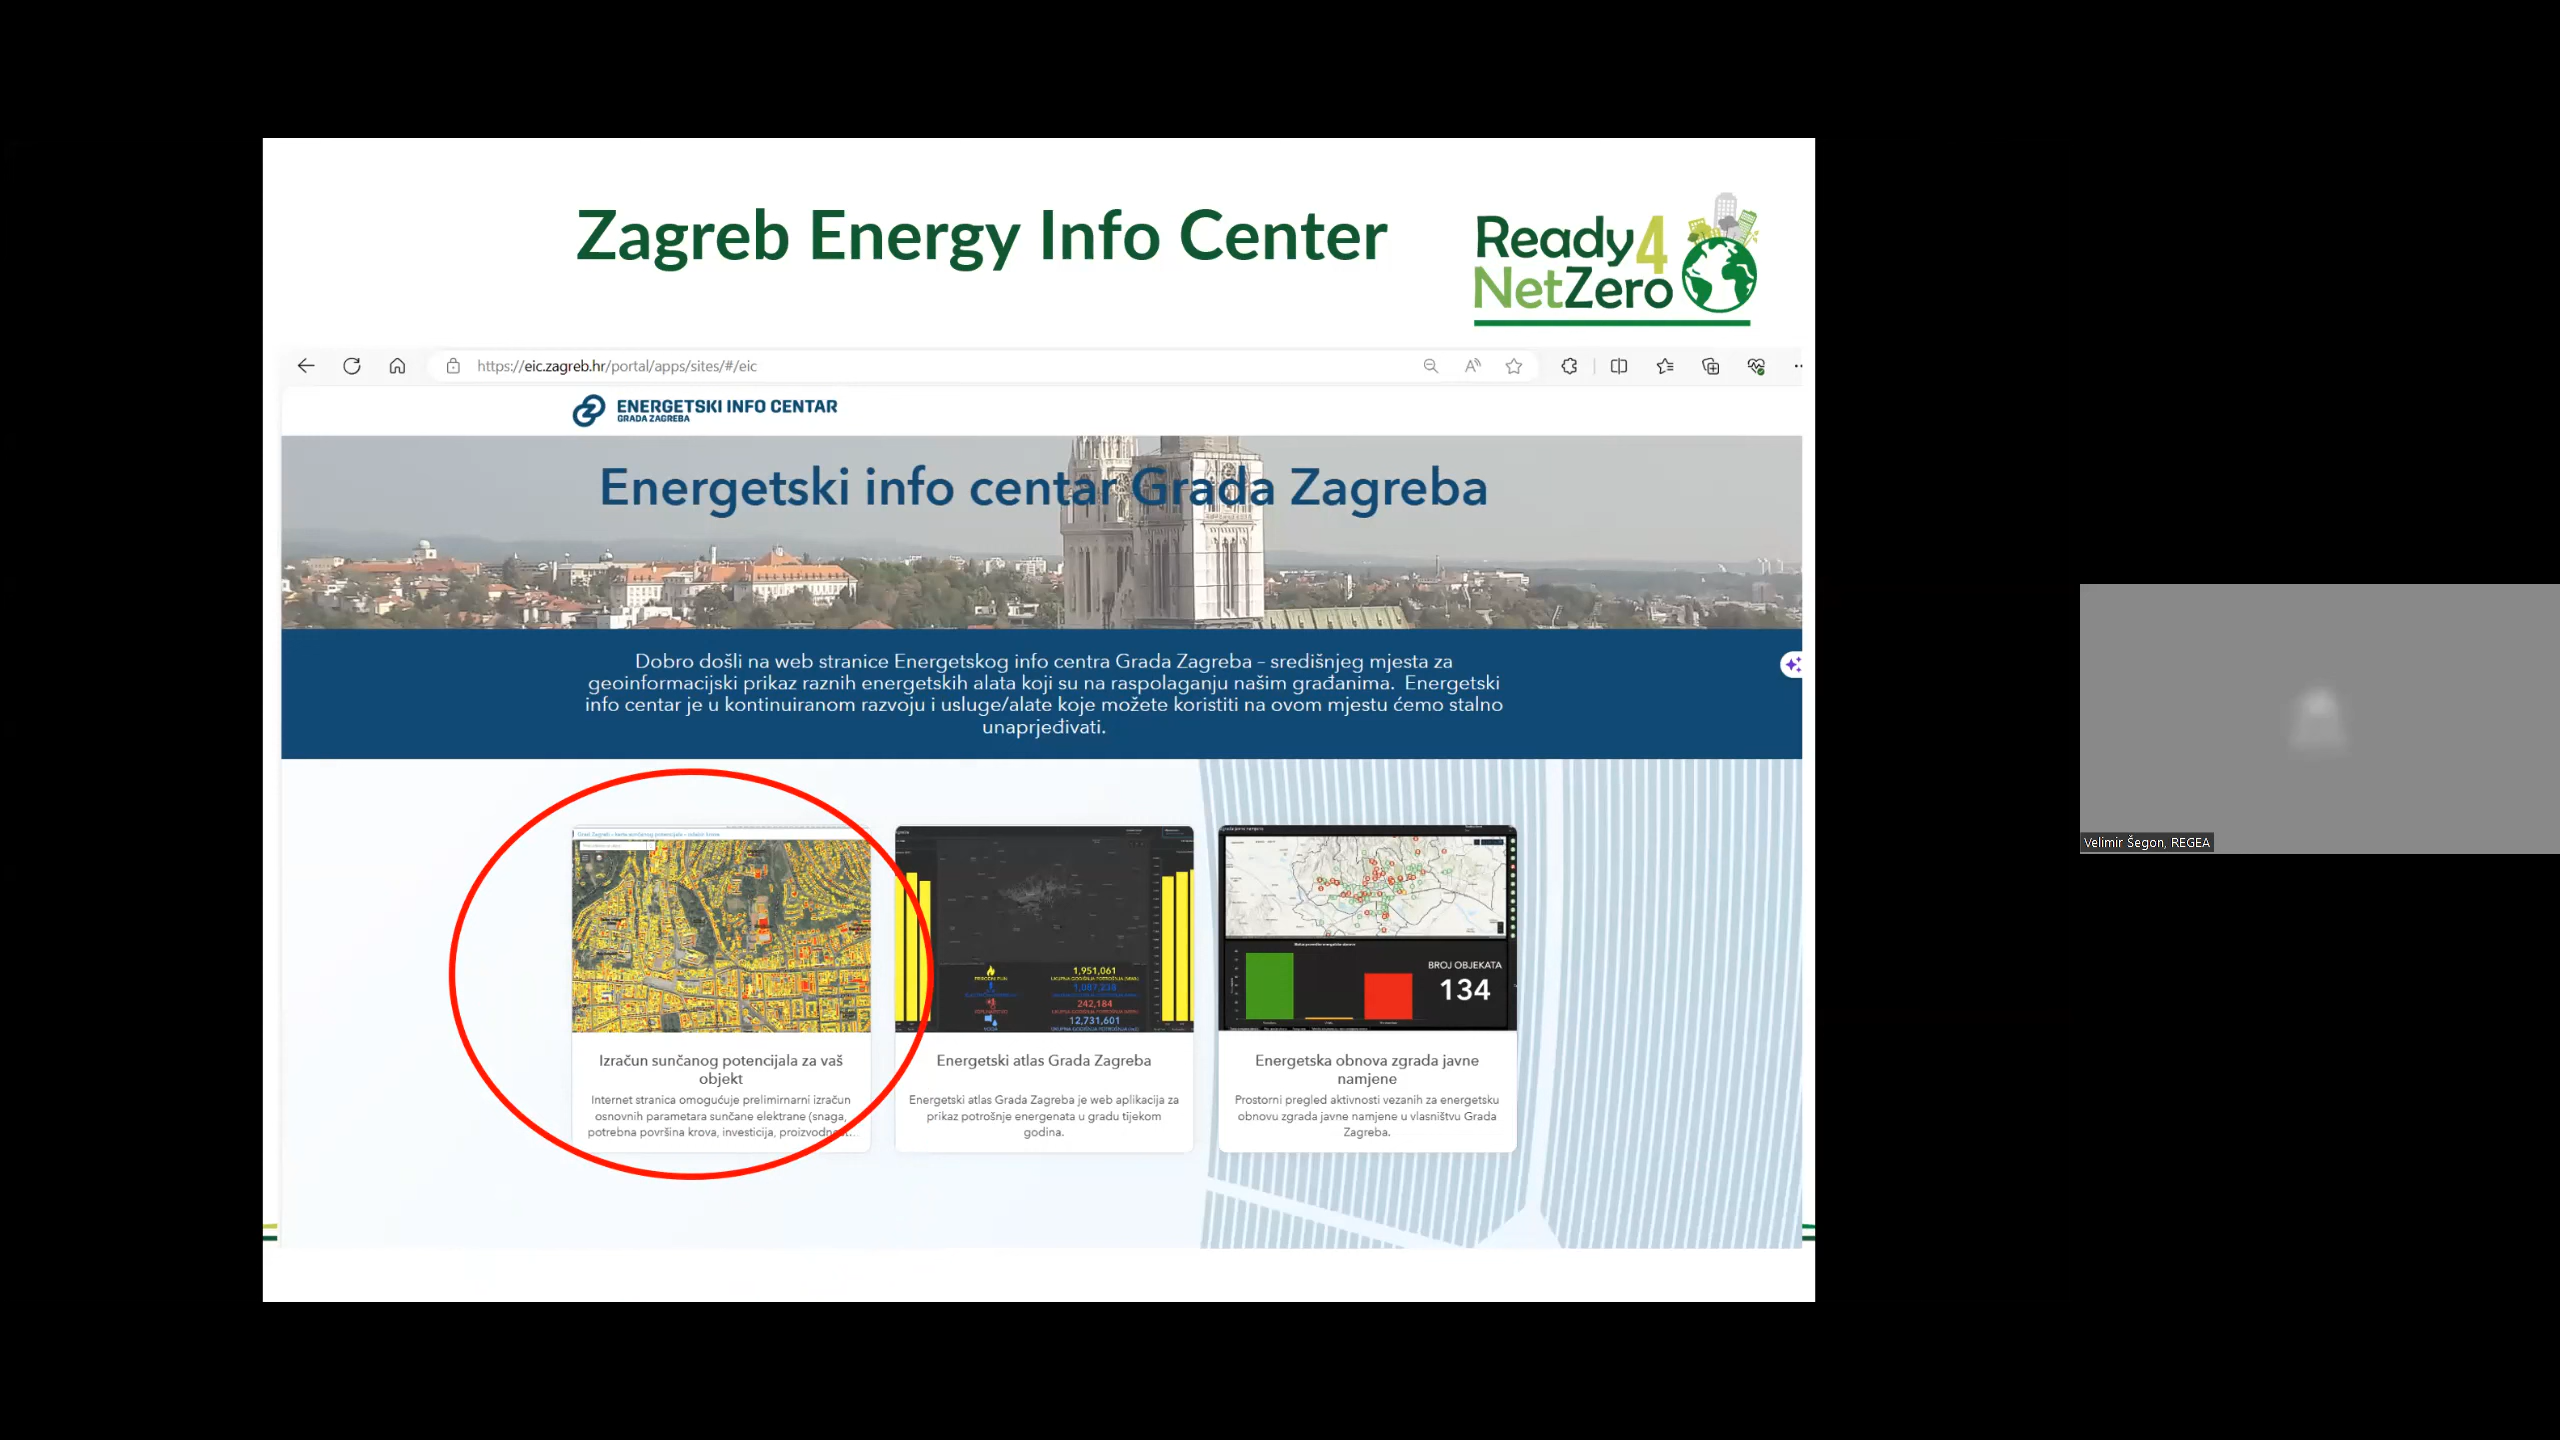 Zagreb Energy Info Center
Ready4
NetZero
https://eic.zagreb.hr/portal/apps/sites/#/eic
ENERGETSKI INFO CENTAR
GRADA ZAGREBA
Energetski info centar Grada Zagreba
Dobro došli na web stranice Energetskog info centra Grada Zagreba – središnjeg mjesta za
geoinformacijski prikaz raznih energetskih alata koji su na raspolaganju našim građanima. Energetski
info centar je u kontinuiranom razvoju i usluge/alate koje možete koristiti na ovom mjestu ćemo stalno
unaprjeđivati.
1,951,061
1,087,238
242,184
12,731,601
BROJ OBJEKATA
134
Izračun sunčanog potencijala za vaš
objekt
Internet stranica omogućuje prelimirnarni izračun
osnovnih parametara sunčane elektrane (snaga,
potrebna površina krova, investicija, proizvodnost...
Energetski atlas Grada Zagreba
Energetski atlas Grada Zagreba je web aplikacija za
prikaz potrošnje energenata u gradu tijekom
godina.
Energetska obnova zgrada javne
namjene
Prostorni pregled aktivnosti vezanih za energetsku
obnovu zgrada javne namjene u vlasništvu Grada
Zagreba.
Velimir Šegon, REGEA